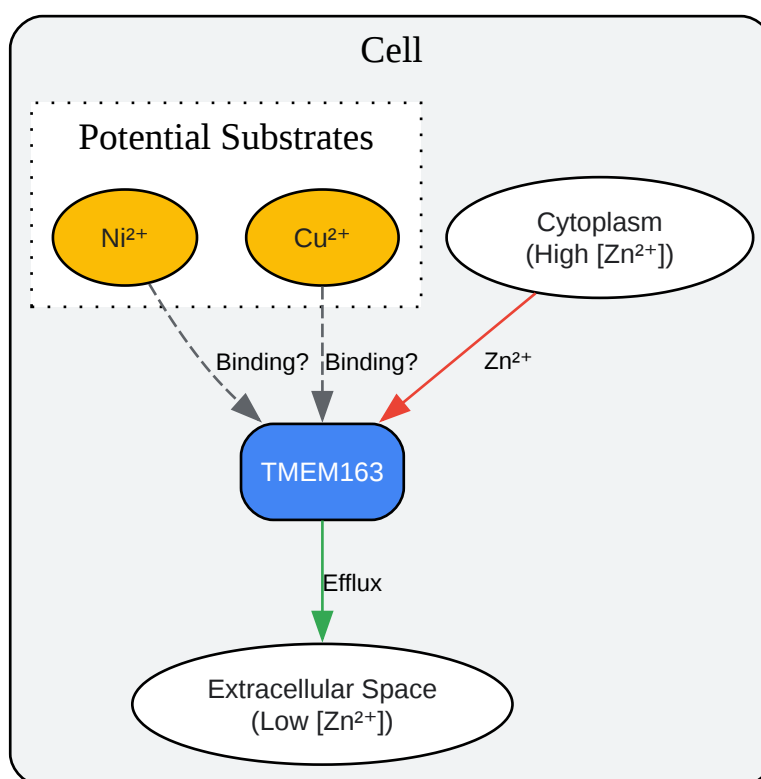 Cell
Potential Substrates
Ni²⁺
Cu²⁺
Cytoplasm
(High [Zn²⁺])
Binding?
Binding?
Zn²⁺
TMEM163
Efflux
Extracellular Space
(Low [Zn²⁺])